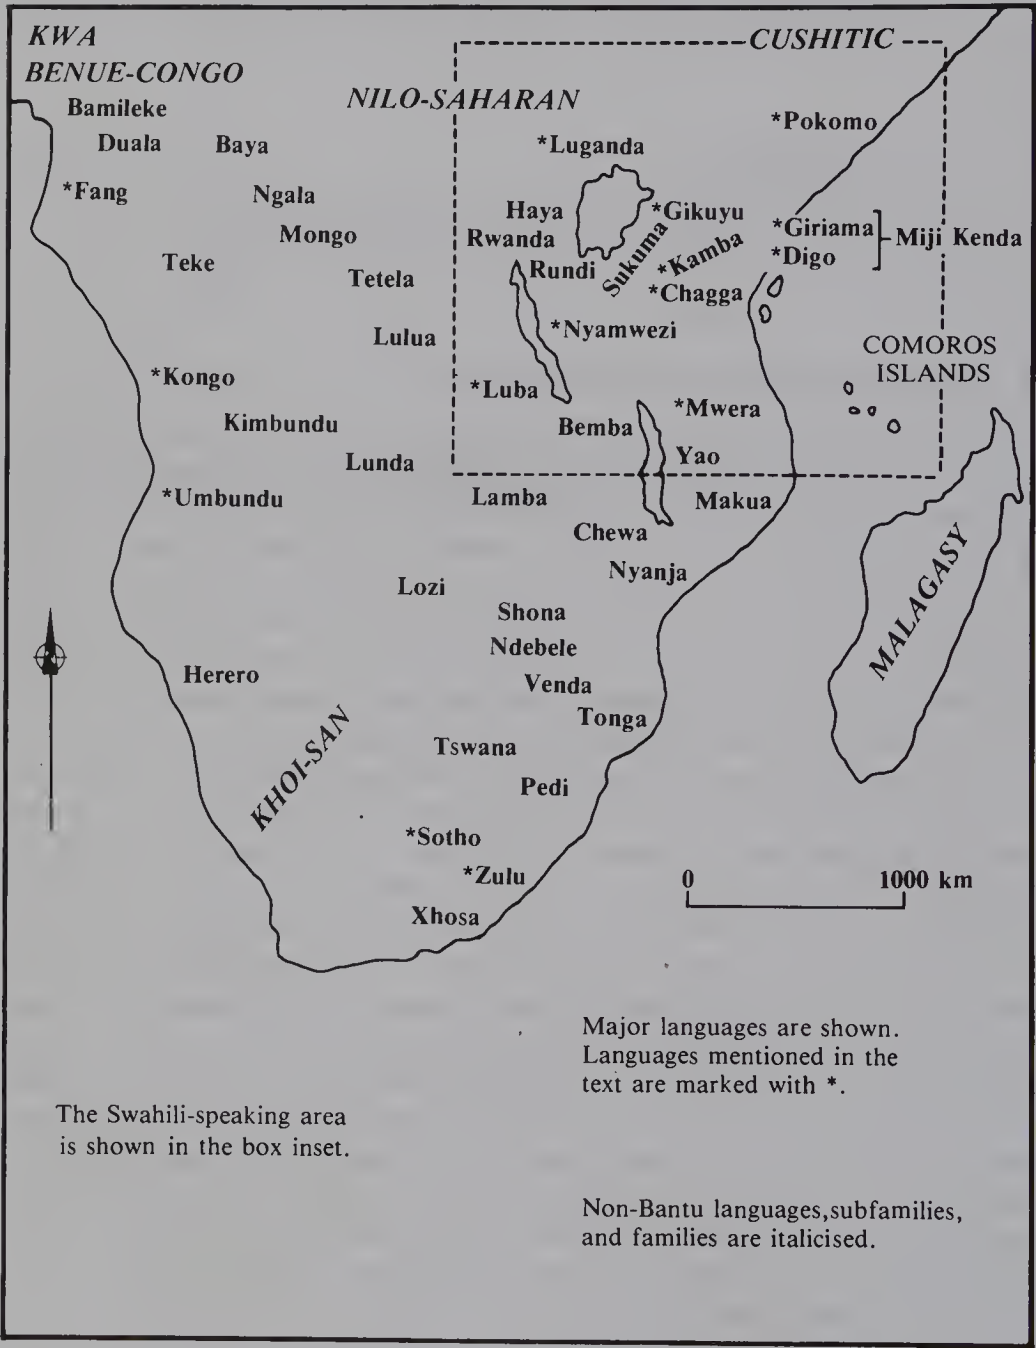 KWA
BENUE-CONGO
CUSHITIC
NILO-SAHARAN
Bamileke
Duala
Baya
*Luganda
*Pokomo
*Fang
Ngala
Haya
*Gikuyu
Mongo
Rwanda
Sukuma
*Kamba
*Giriama
Miji Kenda
*Digo
Teke
Tetela
Rundi
*Chagga
Lulua
*Nyamwezi
COMOROS
ISLANDS
*Kongo
*Luba
*Mwera
Kimbundu
Bemba
Yao
Lunda
*Umbundu
Lamba
Makua
Chewa
Nyanja
MALAGASY
Lozi
Shona
Ndebele
Herero
Venda
Tonga
KHOI-SAN
Tswana
Pedi
*Sotho
*Zulu
Xhosa
0 1000 km
Major languages are shown.
Languages mentioned in the
text are marked with *.
The Swahili-speaking area
is shown in the box inset.
Non-Bantu languages,subfamilies,
and families are italicised.